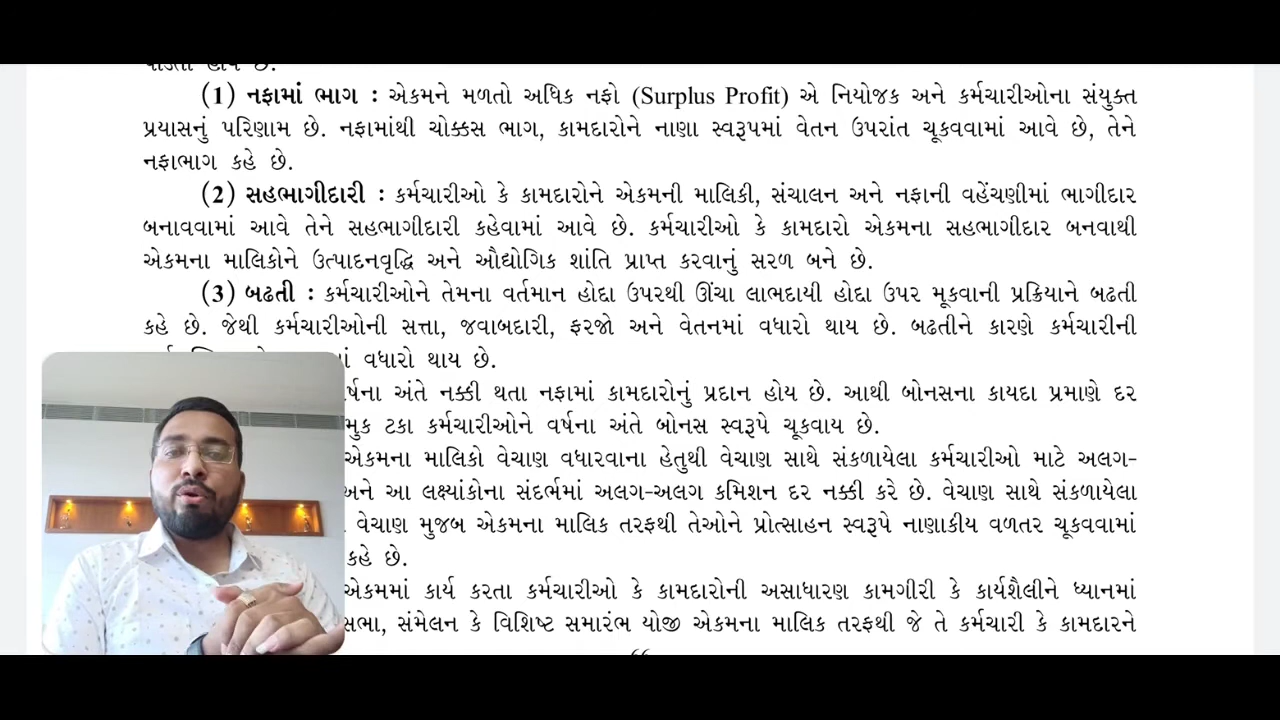 (1) નફામાં ભાગ : એકમને મળતો અધિક નફો (Surplus Profit) એ નિયોજક અને કર્મચારીઓના સંયુક્ત
પ્રયાસનું પરિણામ છે. નફામાંથી ચોક્કસ ભાગ, કામદારોને નાણા સ્વરૂપમાં વેતન ઉપરાંત ચૂકવવામાં આવે છે, તેને
નફાભાગ કહે છે.
(2) સહભાગીદારી : કર્મચારીઓ કે કામદારોને એકમની માલિકી, સંચાલન અને નફાની વહેંચણીમાં ભાગીદાર
બનાવવામાં આવે તેને સહભાગીદારી કહેવામાં આવે છે. કર્મચારીઓ કે કામદારો એકમના સહભાગીદાર બનવાથી
એકમના માલિકોને ઉત્પાદનવૃદ્ધિ અને ઔદ્યોગિક શાંતિ પ્રાપ્ત કરવાનું સરળ બને છે.
(3) બઢતી : કર્મચારીઓને તેમના વર્તમાન હોદા ઉપરથી ઊંચા લાભદાયી હોદા ઉપર મૂકવાની પ્રક્રિયાને બઢતી
કહે છે. જેથી કર્મચારીઓની સત્તા, જવાબદારી, ફરજો અને વેતનમાં વધારો થાય છે. બઢતીને કારણે કર્મચારીની
વધારો થાય છે.
અંતે નક્કી થતા નફામાં કામદારોનું પ્રદાન હોય છે. આથી બોનસના કાયદા પ્રમાણે દર
ટકા કર્મચારીઓને વર્ષના અંતે બોનસ સ્વરૂપે ચૂકવાય છે.
એકમના માલિકો વેચાણ વધારવાના હેતુથી વેચાણ સાથે સંકળાયેલા કર્મચારીઓ માટે અલગ-
અને આ લક્ષ્યાંકોના સંદર્ભમાં અલગ-અલગ કમિશન દર નક્કી કરે છે. વેચાણ સાથે સંકળાયેલા
વેચાણ મુજબ એકમના માલિક તરફથી તેઓને પ્રોત્સાહન સ્વરૂપે નાણાકીય વળતર ચૂકવવામાં
કહે છે.
એકમમાં કાર્ય કરતા કર્મચારીઓ કે કામદારોની અસાધારણ કામગીરી કે કાર્યશૈલીને ધ્યાનમાં
સભા, સંમેલન કે વિશિષ્ટ સમારંભ યોજી એકમના માલિક તરફથી જે તે કર્મચારી કે કામદારને